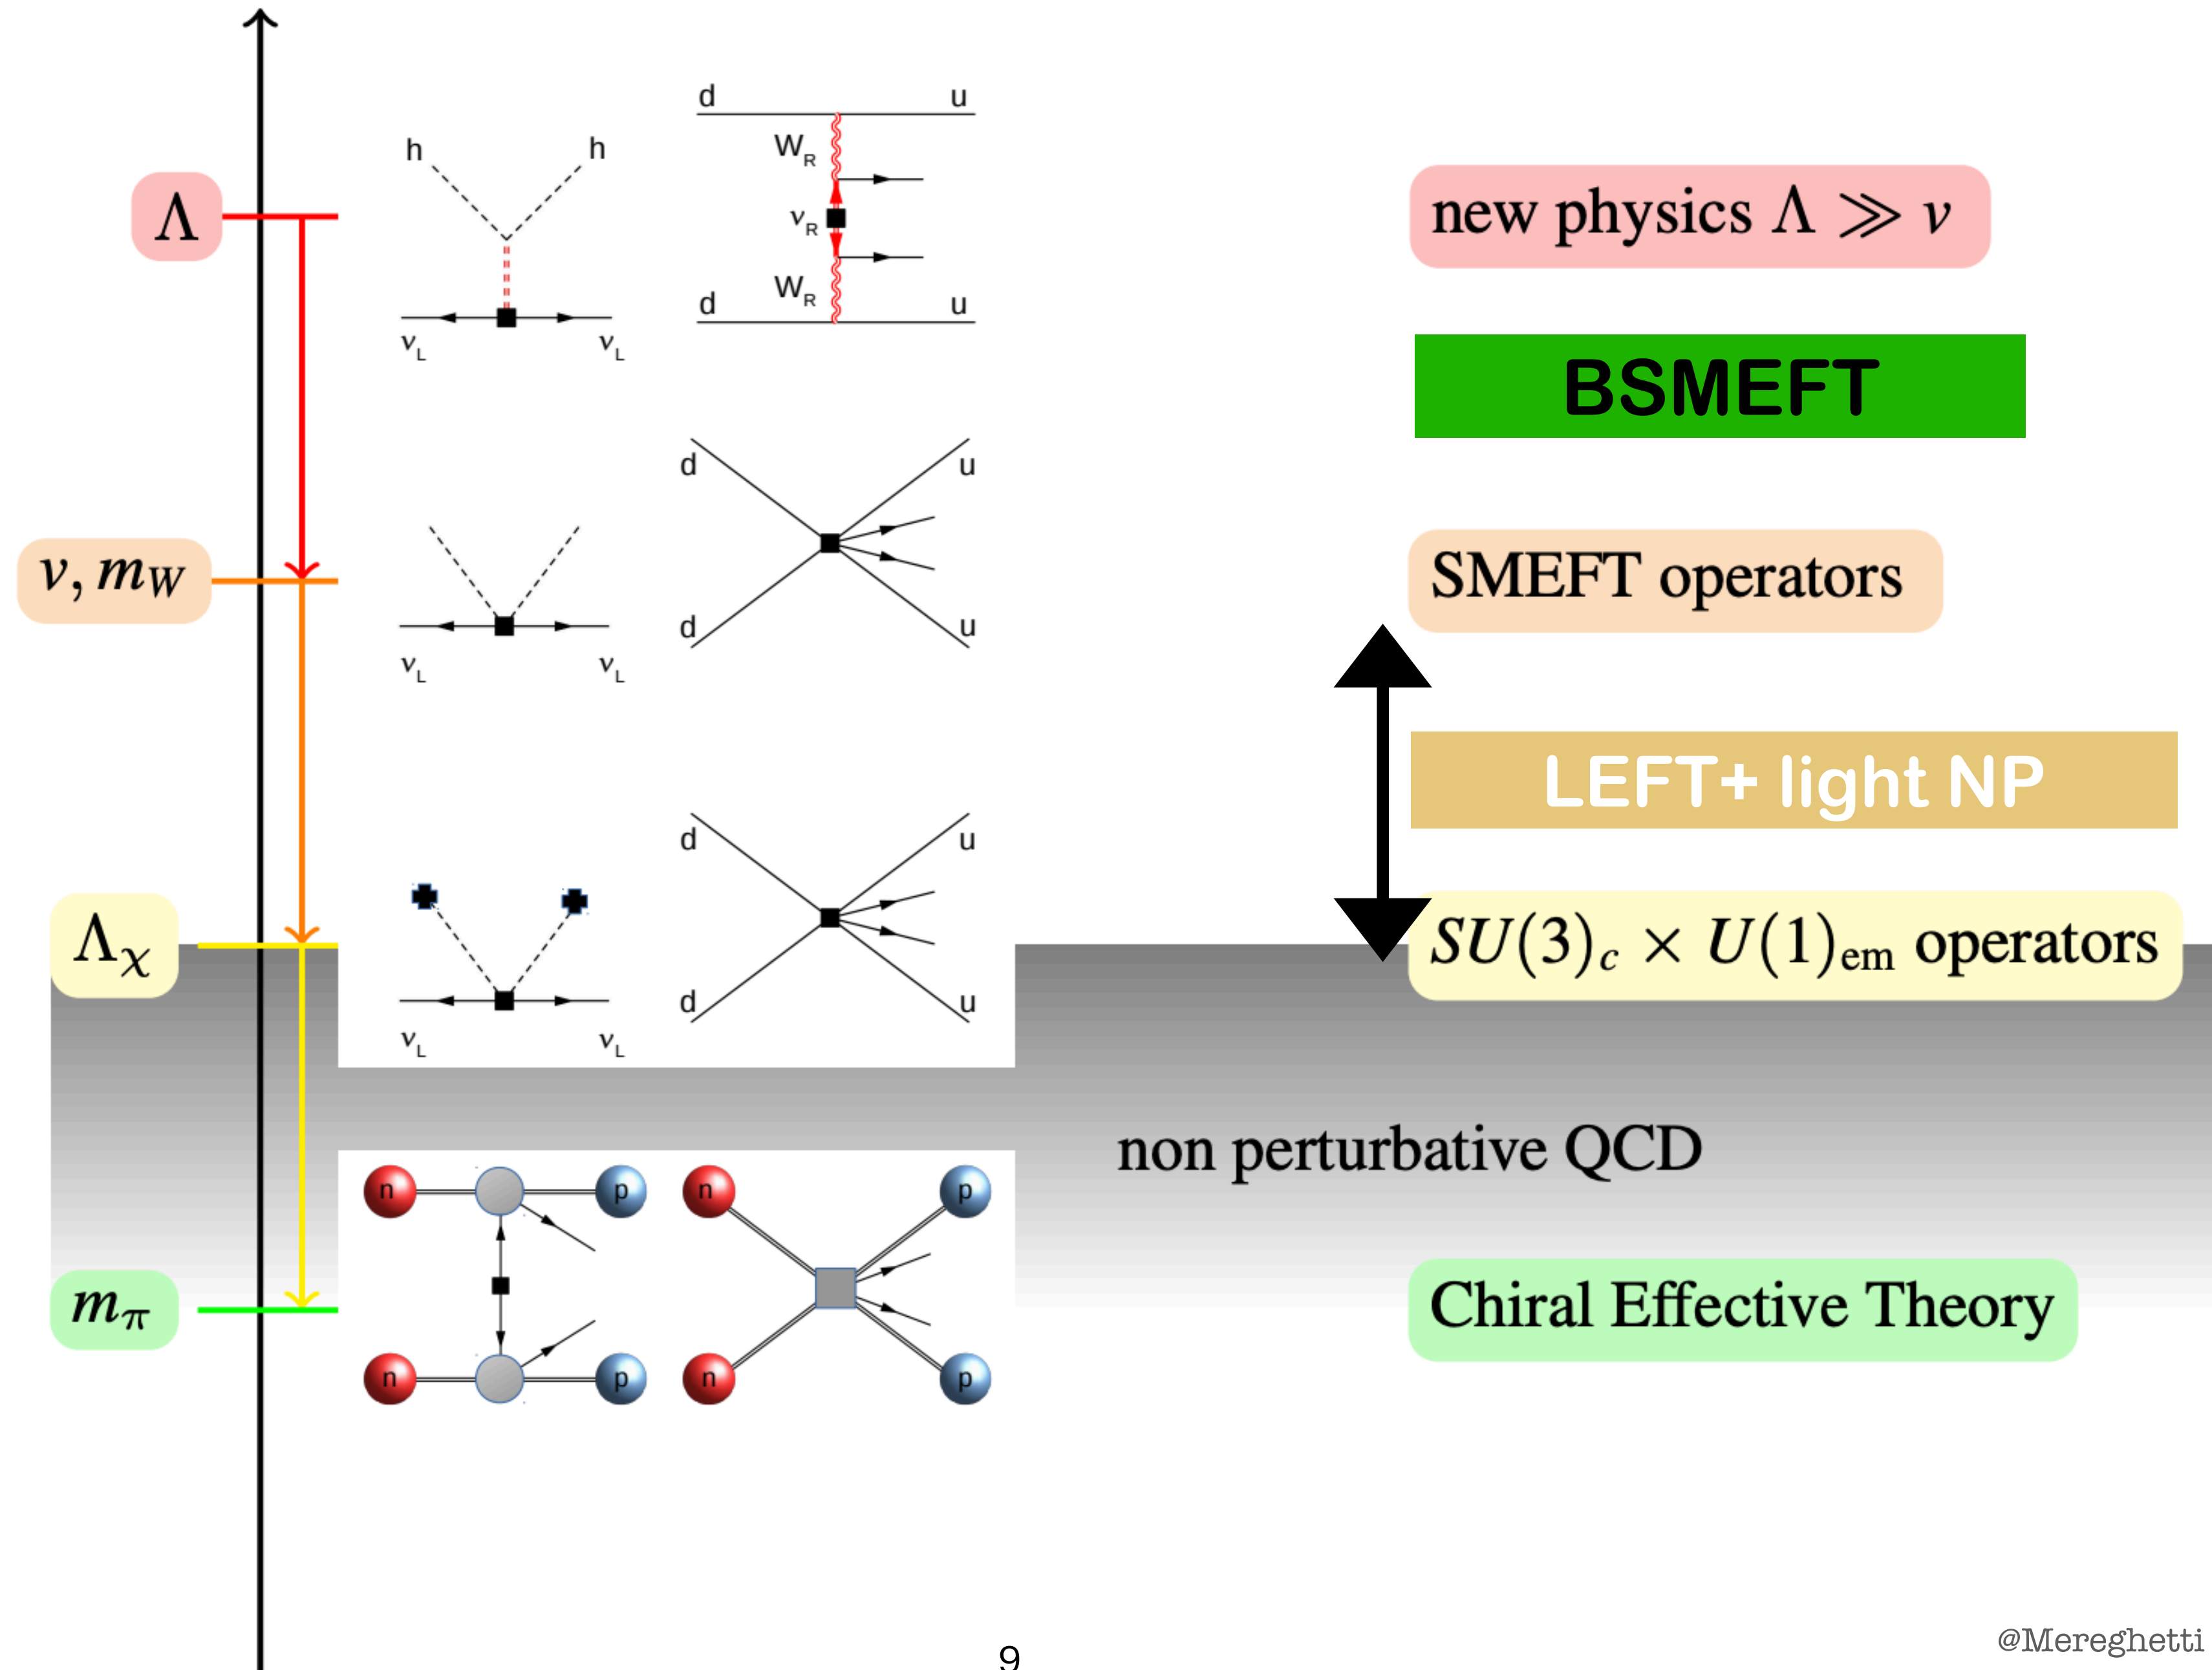 h h
d u
W_R
Λ
ν_R
new physics Λ ≫ v
W_R
d u
ν_L ν_L
BSMEFT
d u
v, m_W
SMEFT operators
d u
ν_L ν_L
LEFT+ light NP
d u
Λ_χ
SU(3)_c × U(1)_em operators
d u
ν_L ν_L
non perturbative QCD
n p n p
m_π
Chiral Effective Theory
n p n p
9
@Mereghetti